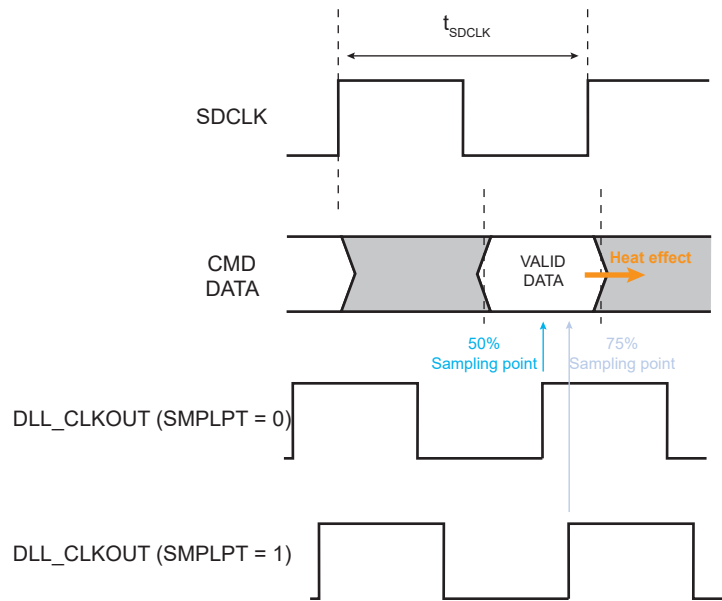 tSDCLK
SDCLK
CMD
DATA
VALID
DATA
Heat effect
50%
Sampling point
75%
Sampling point
DLL_CLKOUT (SMPLPT = 0)
DLL_CLKOUT (SMPLPT = 1)